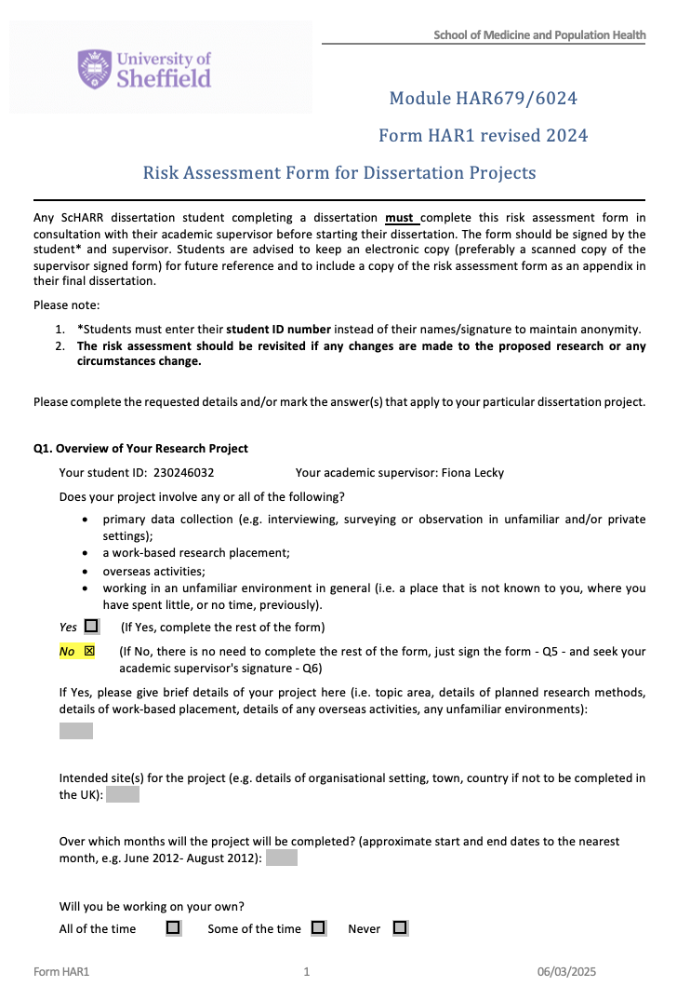 School of Medicine and Population Health
University of
Sheffield
Module HAR679/6024
Form HAR1 revised 2024
Risk Assessment Form for Dissertation Projects
Any ScHARR dissertation student completing a dissertation must complete this risk assessment form in
consultation with their academic supervisor before starting their dissertation. The form should be signed by the
student* and supervisor. Students are advised to keep an electronic copy (preferably a scanned copy of the
supervisor signed form) for future reference and to include a copy of the risk assessment form as an appendix in
their final dissertation.
Please note:
1. *Students must enter their student ID number instead of their names/signature to maintain anonymity.
2. The risk assessment should be revisited if any changes are made to the proposed research or any
circumstances change.
Please complete the requested details and/or mark the answer(s) that apply to your particular dissertation project.
Q1. Overview of Your Research Project
Your student ID: 230246032 Your academic supervisor: Fiona Lecky
Does your project involve any or all of the following?
• primary data collection (e.g. interviewing, surveying or observation in unfamiliar and/or private
settings);
• a work-based research placement;
• overseas activities;
• working in an unfamiliar environment in general (i.e. a place that is not known to you, where you
have spent little, or no time, previously).
Yes ☐ (If Yes, complete the rest of the form)
No ☒ (If No, there is no need to complete the rest of the form, just sign the form - Q5 - and seek your
academic supervisor's signature - Q6)
If Yes, please give brief details of your project here (i.e. topic area, details of planned research methods,
details of work-based placement, details of any overseas activities, any unfamiliar environments):
Intended site(s) for the project (e.g. details of organisational setting, town, country if not to be completed in
the UK):
Over which months will the project will be completed? (approximate start and end dates to the nearest
month, e.g. June 2012- August 2012):
Will you be working on your own?
All of the time ☐ Some of the time ☐ Never ☐
Form HAR1 1 06/03/2025